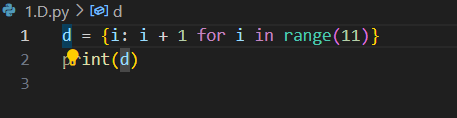 1.D.py > d
1 d = {i: i + 1 for i in range(11)}
2 print(d)
3